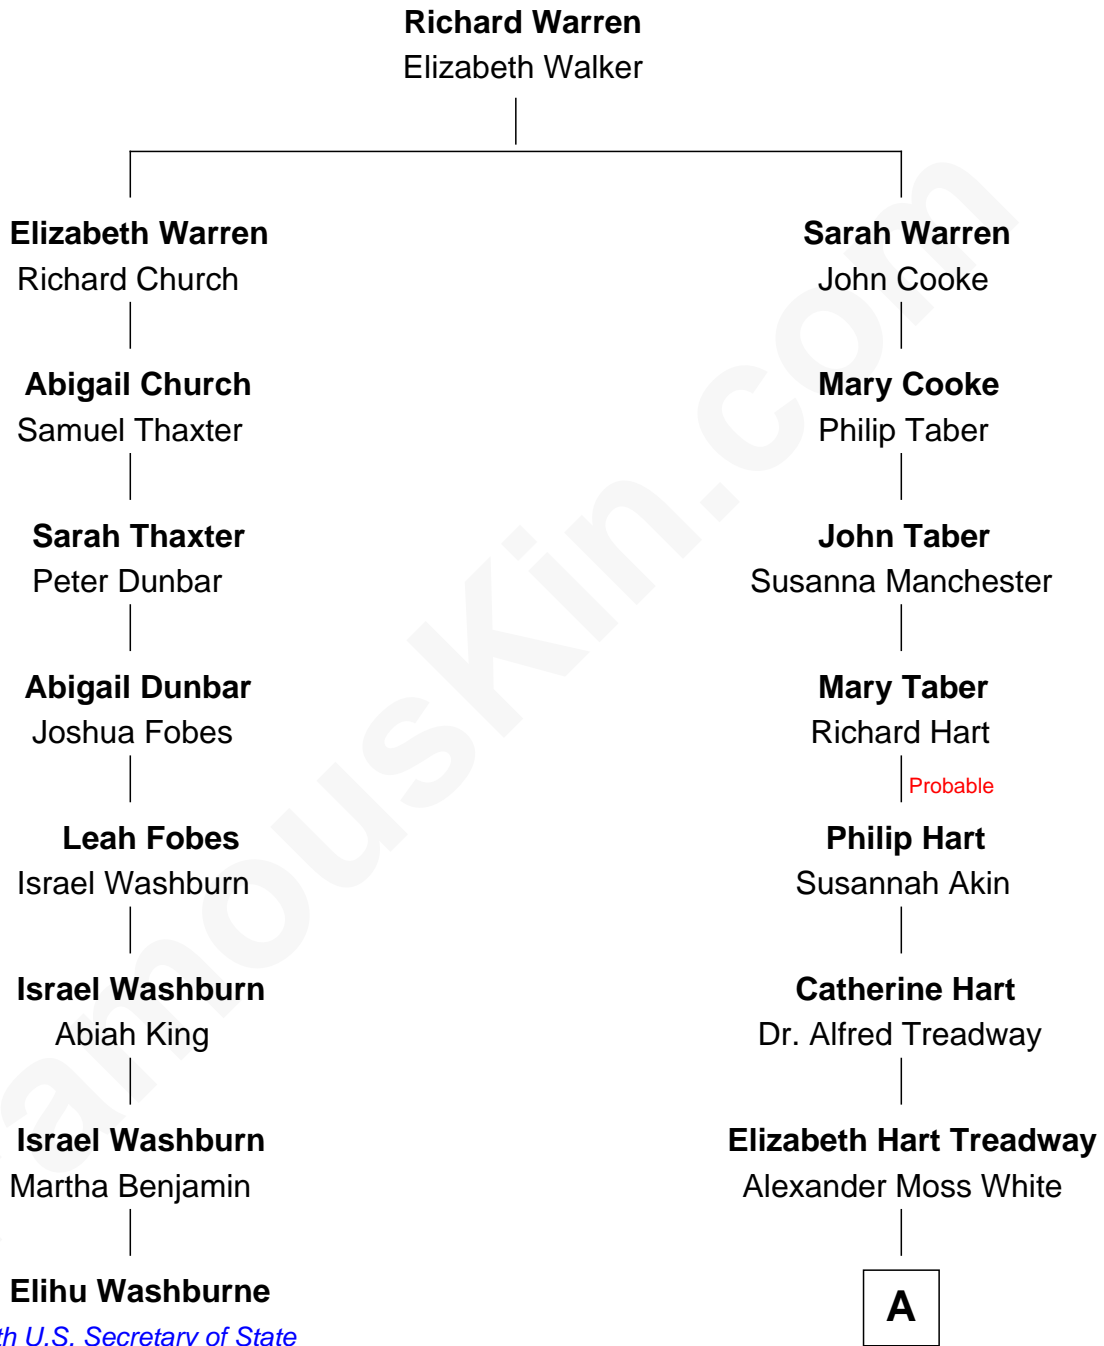 Richard Warren
Elizabeth Walker
Elizabeth Warren
Richard Church
Sarah Warren
John Cooke
Abigail Church
Samuel Thaxter
Mary Cooke
Philip Taber
Sarah Thaxter
Peter Dunbar
John Taber
Susanna Manchester
Abigail Dunbar
Joshua Fobes
Mary Taber
Richard Hart
Probable
Leah Fobes
Israel Washburn
Philip Hart
Susannah Akin
Israel Washburn
Abiah King
Catherine Hart
Dr. Alfred Treadway
Israel Washburn
Martha Benjamin
Elizabeth Hart Treadway
Alexander Moss White
Elihu Washburne
th U.S. Secretary of State
A
amouskin.com